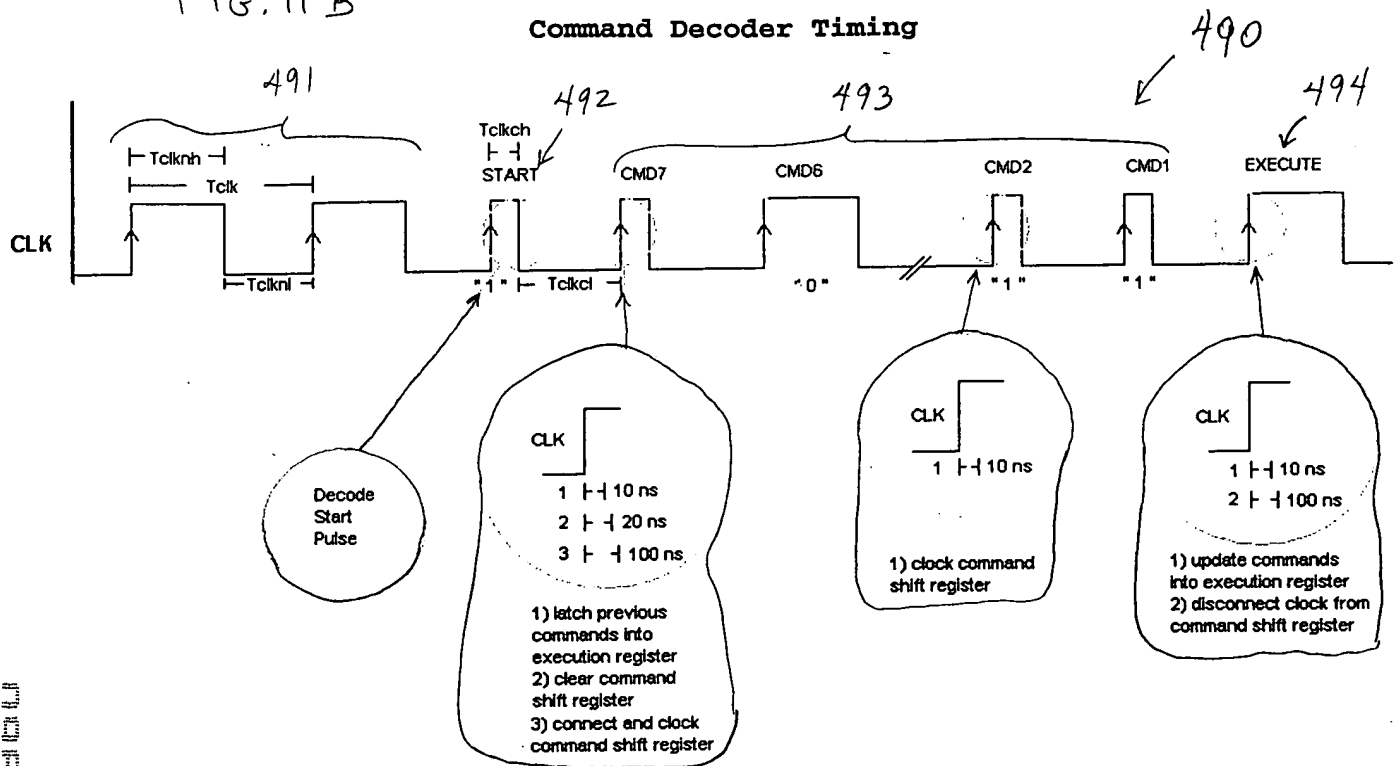 FIG. 11B
Command Decoder Timing
490
491
492
493
494
Tclkch
Tclknh
START
CMD7
CMD6
CMD2
CMD1
EXECUTE
Tclk
CLK
Tclknl
"1"
Tclkcl
"0"
"1"
"1"
Decode
Start
Pulse
CLK
1 10 ns
2 20 ns
3 100 ns
1) latch previous
commands into
execution register
2) clear command
shift register
3) connect and clock
command shift register
CLK
1 10 ns
1) clock command
shift register
CLK
1 10 ns
2 100 ns
1) update commands
into execution register
2) disconnect clock from
command shift register